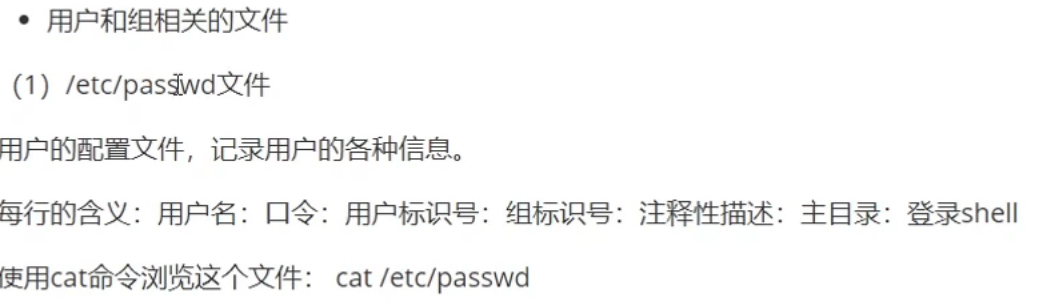 • 用户和组相关的文件
（1）/etc/passwd文件
用户的配置文件，记录用户的各种信息。
每行的含义：用户名：口令：用户标识号：组标识号：注释性描述：主目录：登录shell
使用cat命令浏览这个文件： cat /etc/passwd